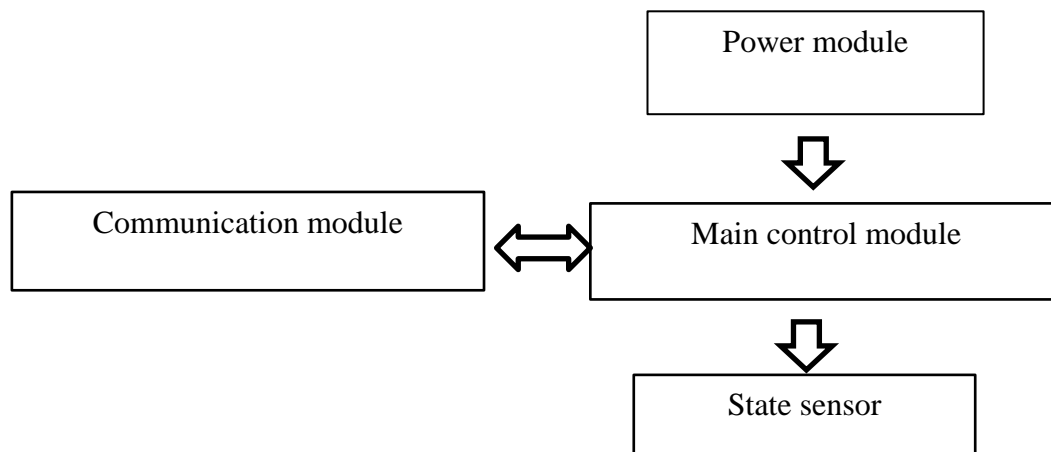 Power module
Communication module
Main control module
State sensor